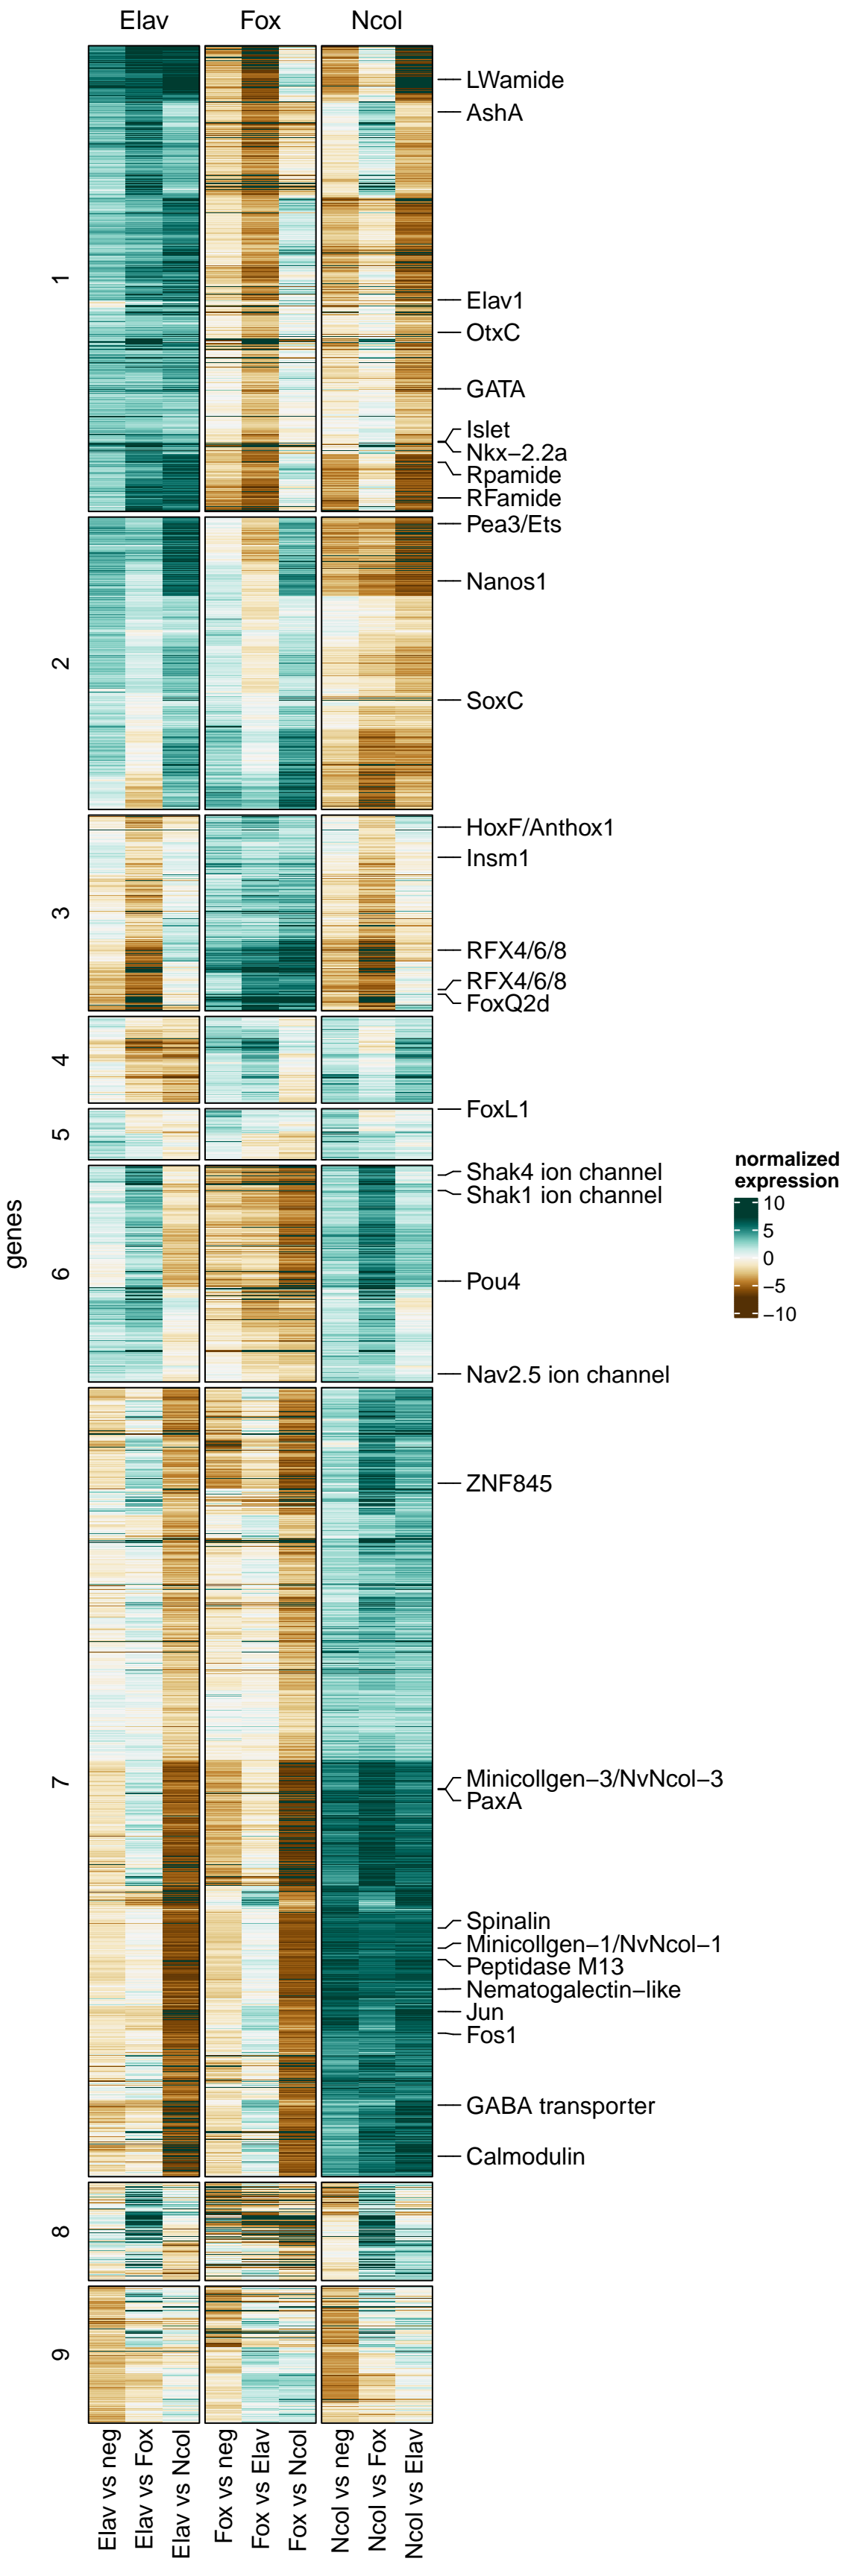 Elav Fox Ncol
LWamide
AshA
1
Elav1
OtxC
GATA
Islet
Nkx−2.2a
Rpamide
RFamide
Pea3/Ets
Nanos1
2
SoxC
HoxF/Anthox1
Insm1
3
RFX4/6/8
RFX4/6/8
FoxQ2d
4
FoxL1
5
Shak4 ion channel
Shak1 ion channel
genes
6
Pou4
Nav2.5 ion channel
normalized
expression
10
5
0
−5
−10
ZNF845
7
Minicollgen−3/NvNcol−3
PaxA
Spinalin
Minicollgen−1/NvNcol−1
Peptidase M13
Nematogalectin−like
Jun
Fos1
GABA transporter
Calmodulin
8
9
Elav vs neg
Elav vs Fox
Elav vs Ncol
Fox vs neg
Fox vs Elav
Fox vs Ncol
Ncol vs neg
Ncol vs Fox
Ncol vs Elav